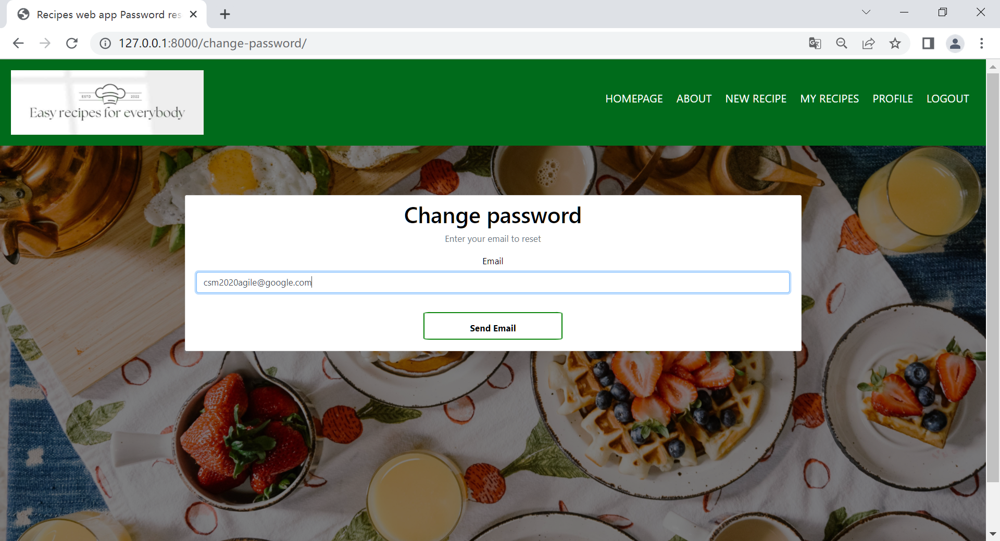 Recipes web app Password res
127.0.0.1:8000/change-password/
ESTD 2022
Easy recipes for everybody
HOMEPAGE ABOUT NEW RECIPE MY RECIPES PROFILE LOGOUT
Change password
Enter your email to reset
Email
csm2020agile@google.com
Send Email